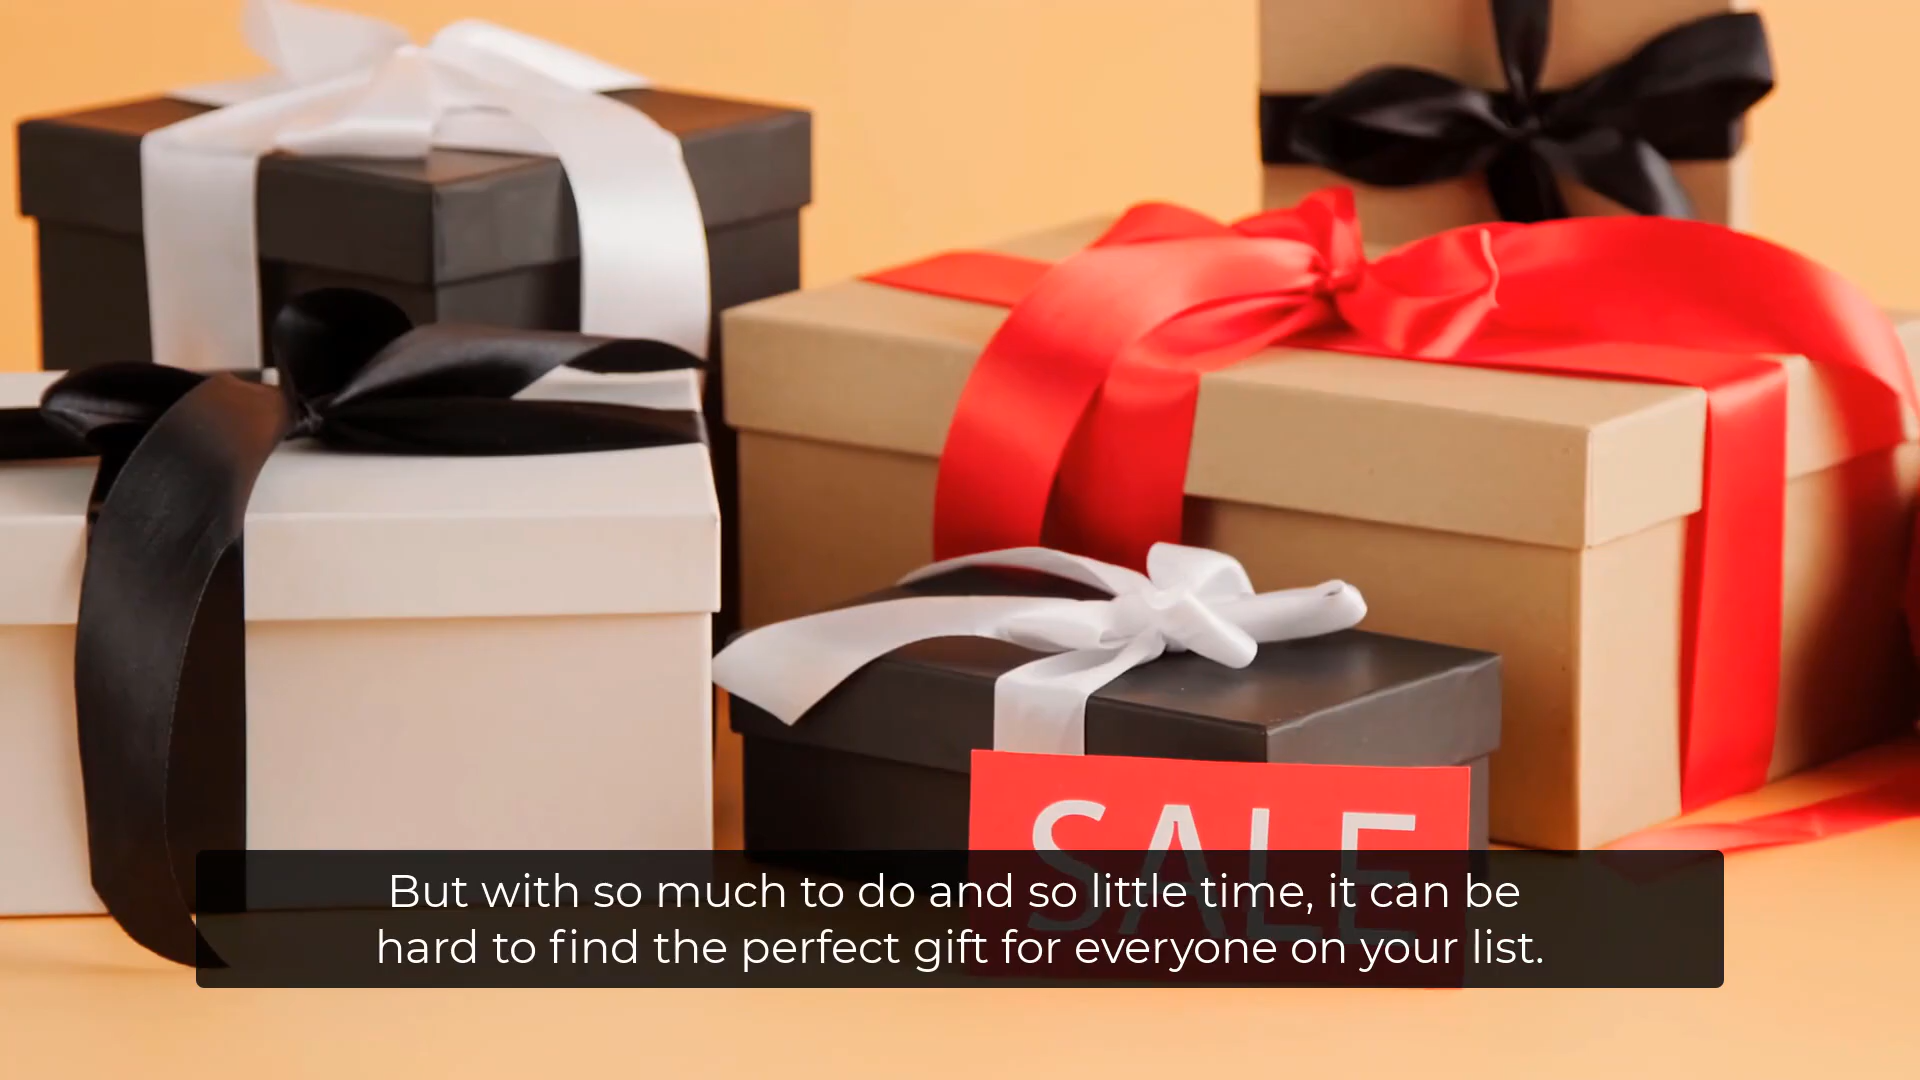 SALE
But with so much to do and so little time, it can be
hard to find the perfect gift for everyone on your list.